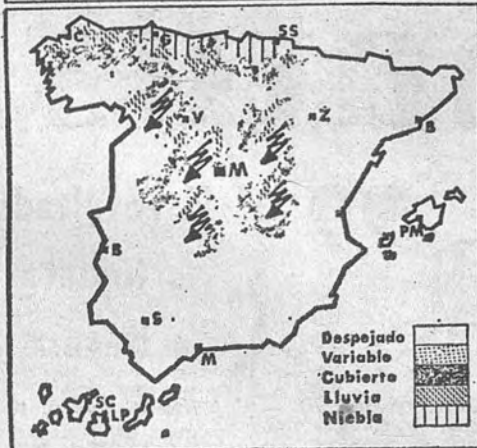 C
G
SS
V
Z
B
M
PM
B
S
M
SC
LP
Despejado
Variable
Cubierto
Lluvia
Niebla